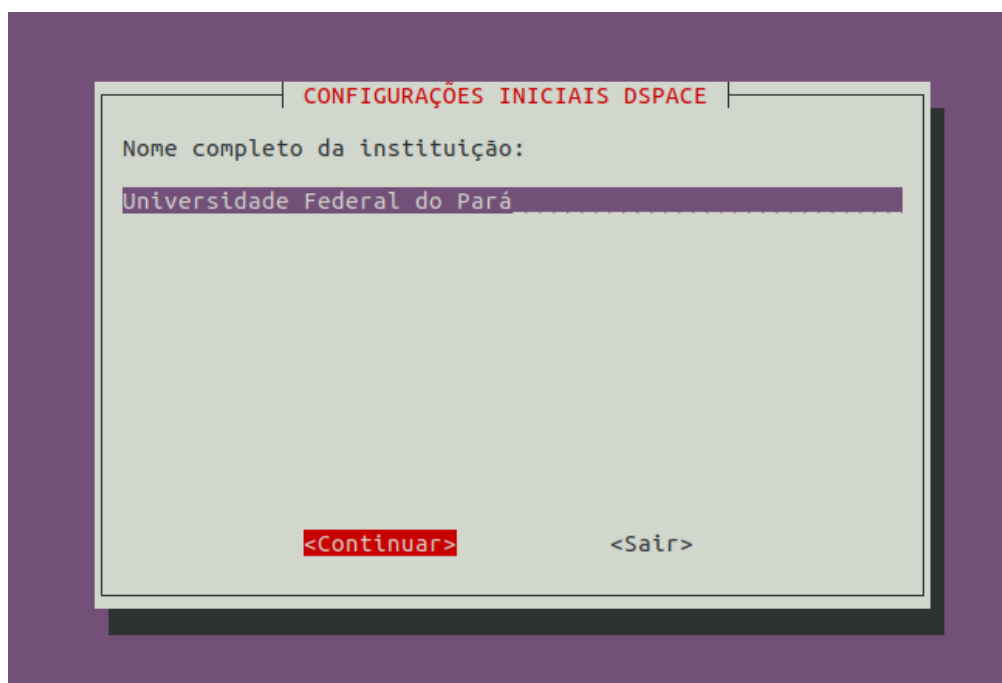 CONFIGURAÇÕES INICIAIS DSPACE
Nome completo da instituição:
Universidade Federal do Pará
<Continuar> <Sair>